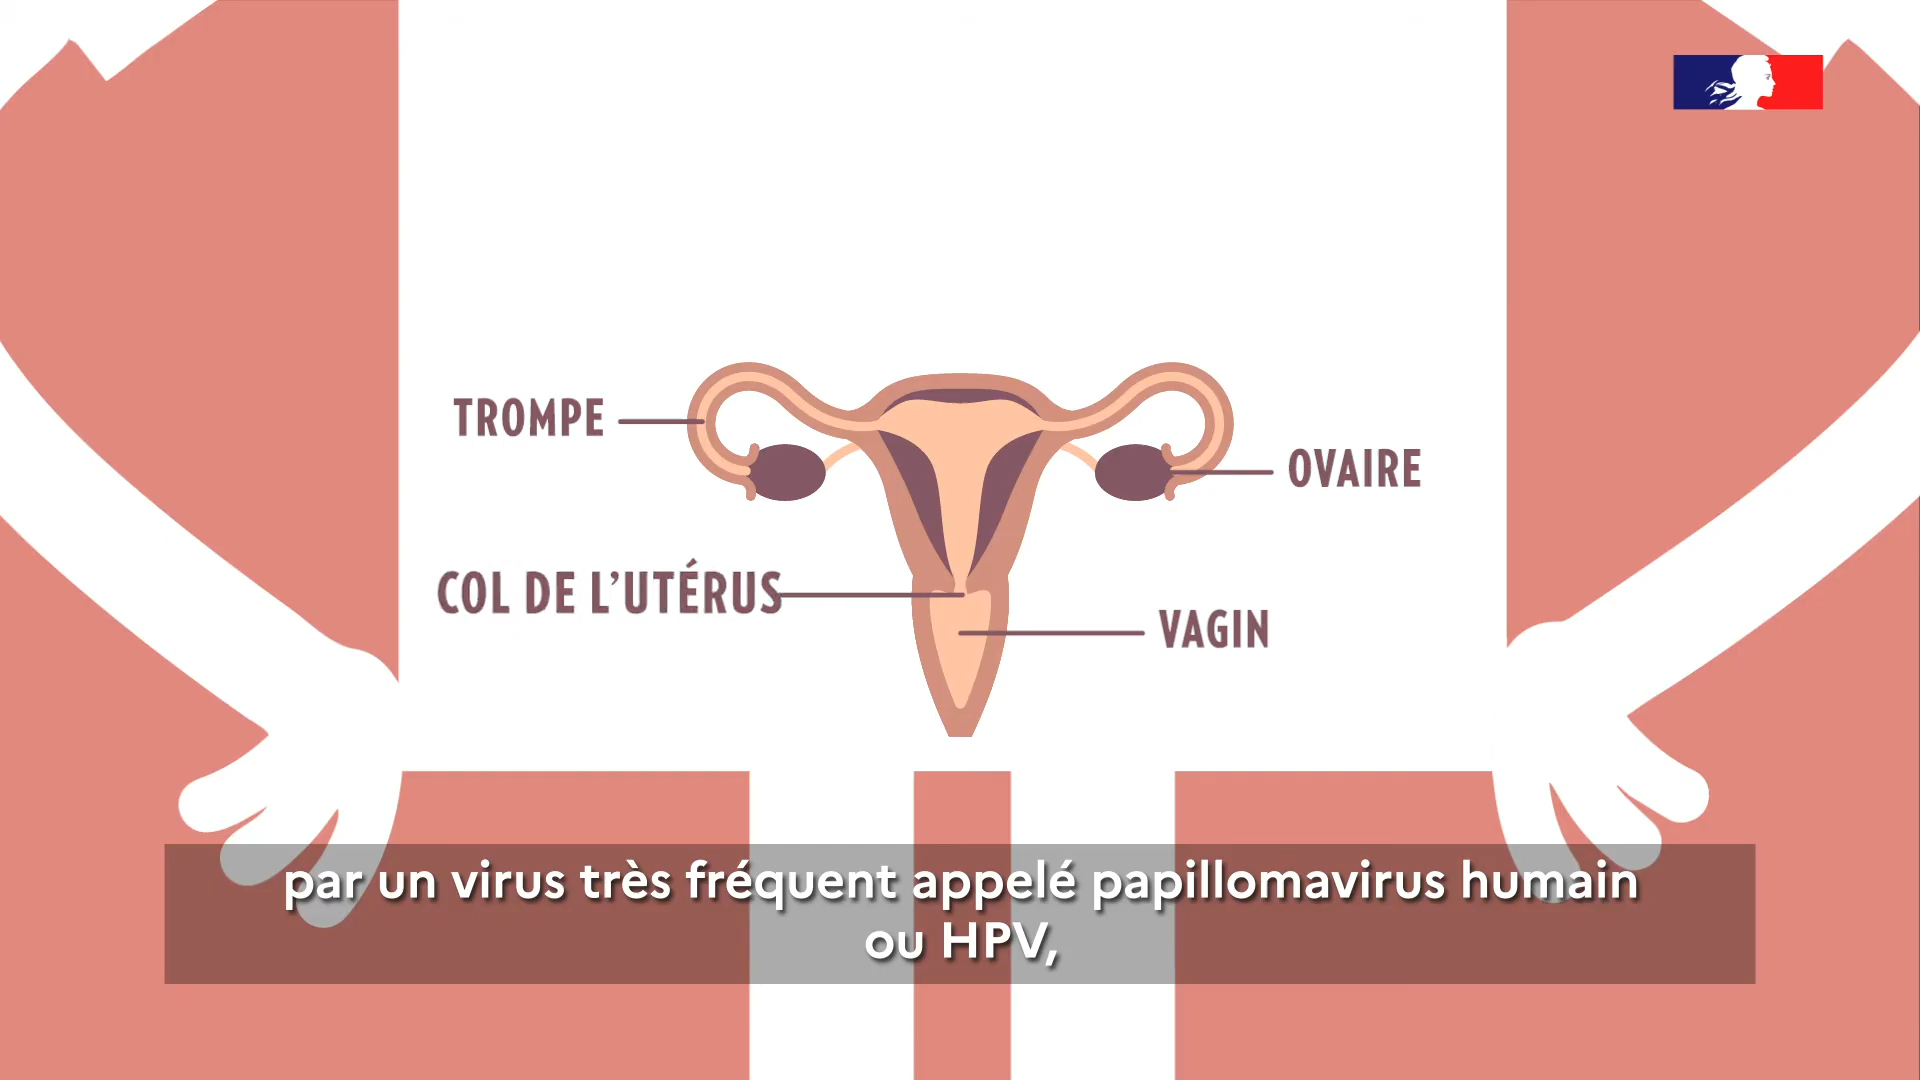 TROMPE
OVAIRE
COL DE L’UTÉRUS
VAGIN
par un virus très fréquent appelé papillomavirus humain
ou HPV,